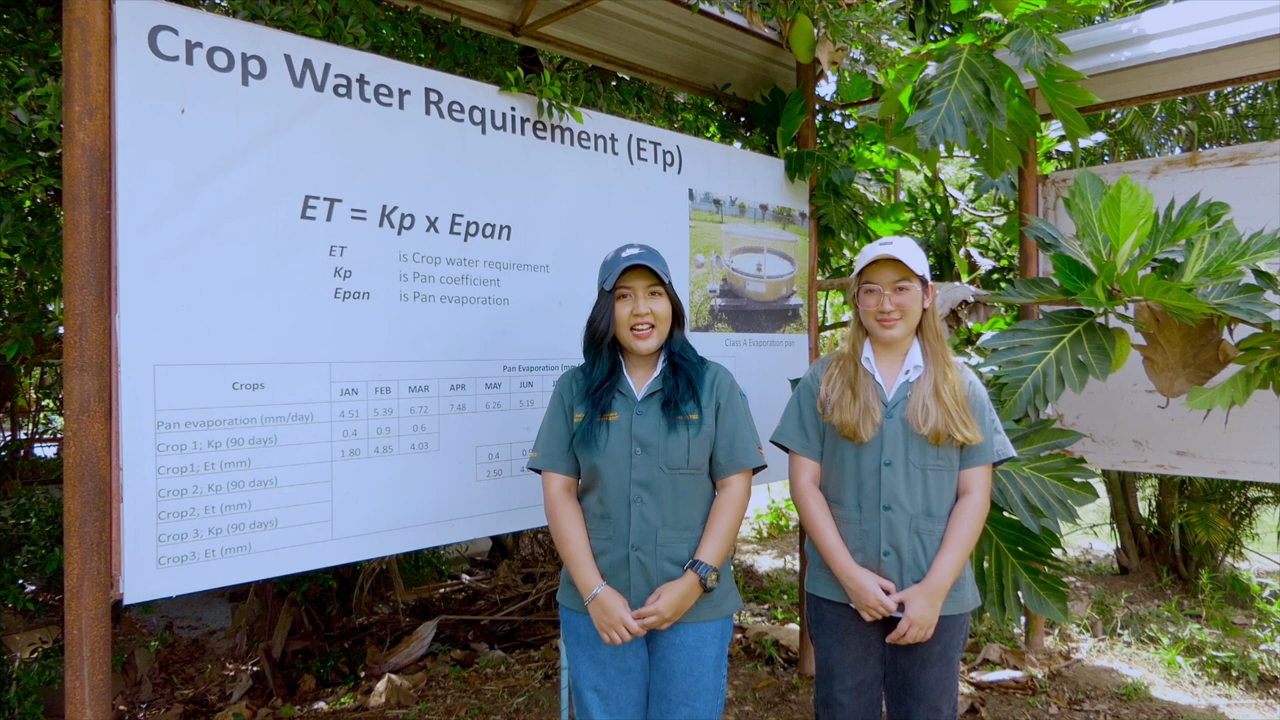 Crop Water Requirement (ETp)
ET = Kp x Epan
ET is Crop water requirement
Kp is Pan coefficient
Epan is Pan evaporation
Class A Evaporation pan
Crops Pan Evaporation
JAN FEB MAR APR MAY JUN
Pan evaporation (mm/day) 4.51 5.39 6.72 7.48 6.26 5.19
Crop 1; Kp (90 days) 0.4 0.9 0.6
Crop1; Et (mm) 1.80 4.85 4.03
Crop 2; Kp (90 days) 0.4
Crop2; Et (mm) 2.50
Crop 3; Kp (90 days)
Crop3; Et (mm)